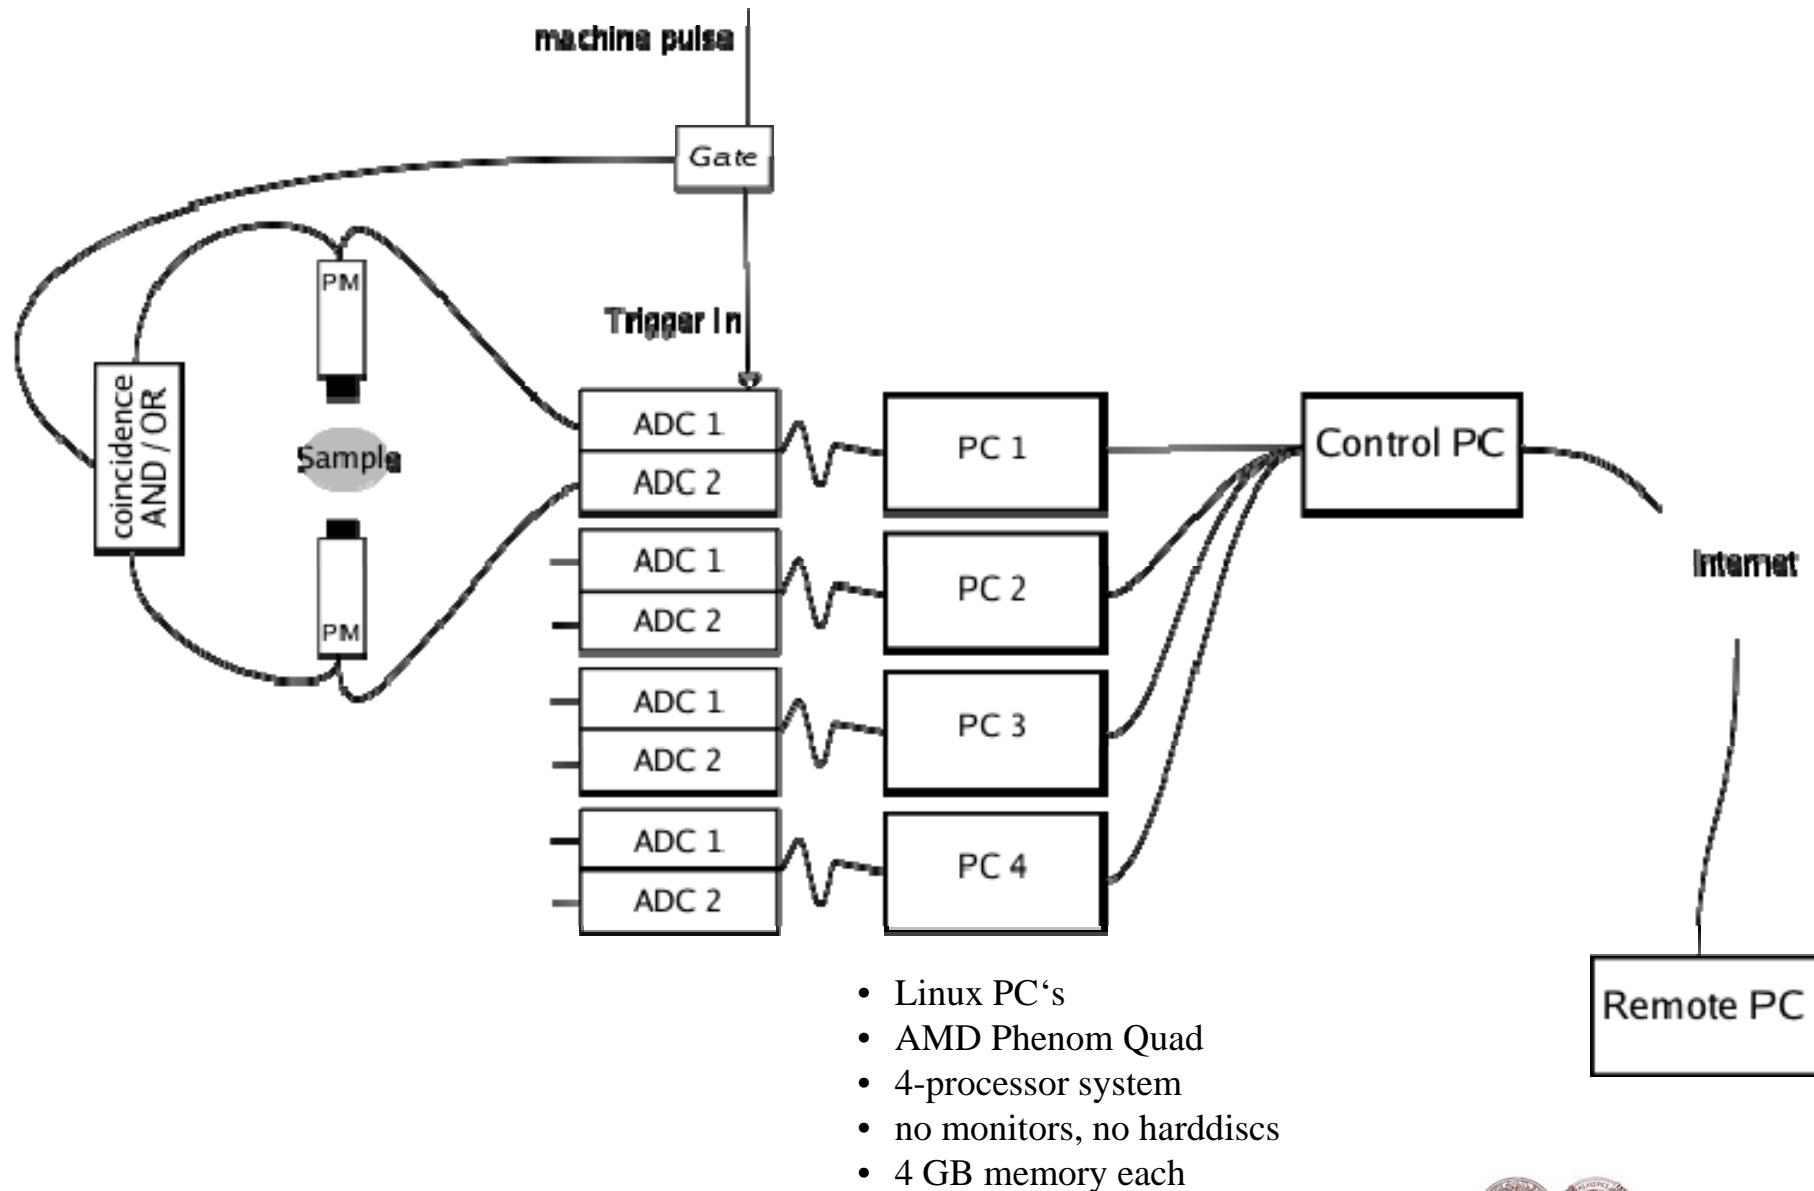 machine pulse
Gate
PM
Trigger In
coincidence
AND / OR
Sample
PM
ADC 1
ADC 2
PC 1
ADC 1
ADC 2
PC 2
ADC 1
ADC 2
PC 3
ADC 1
ADC 2
PC 4
Control PC
Internet
Remote PC
• Linux PC‘s
• AMD Phenom Quad
• 4-processor system
• no monitors, no harddiscs
• 4 GB memory each